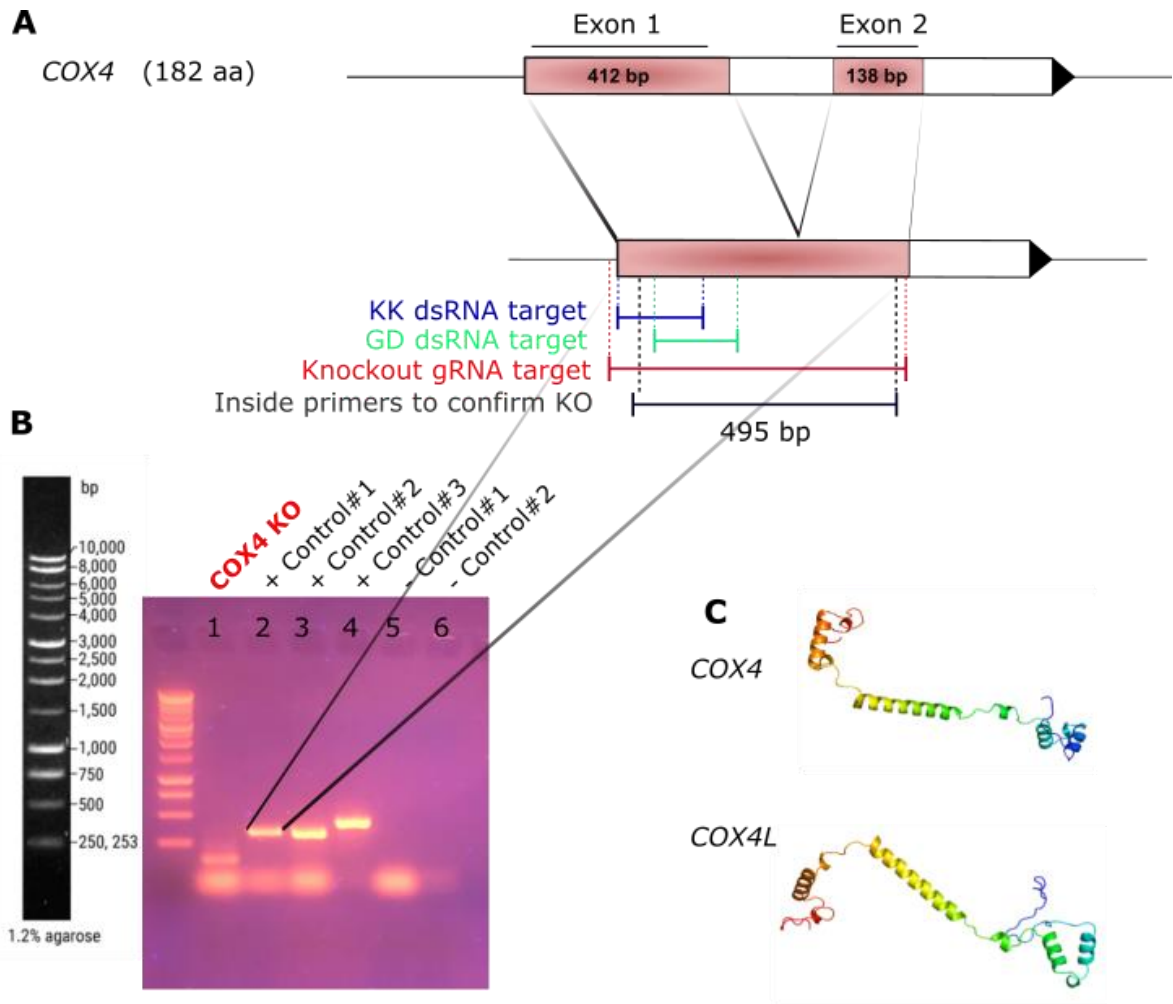 A
Exon 1
Exon 2
COX4 (182 aa)
412 bp
138 bp
KK dsRNA target
GD dsRNA target
Knockout gRNA target
Inside primers to confirm KO
495 bp
B
bp
10,000
8,000
6,000
5,000
4,000
3,000
2,500
2,000
1,500
1,000
750
500
250, 253
1.2% agarose
COX4 KO
+ Control#1
+ Control#2
+ Control#3
- Control#1
- Control#2
1 2 3 4 5 6
C
COX4
COX4L